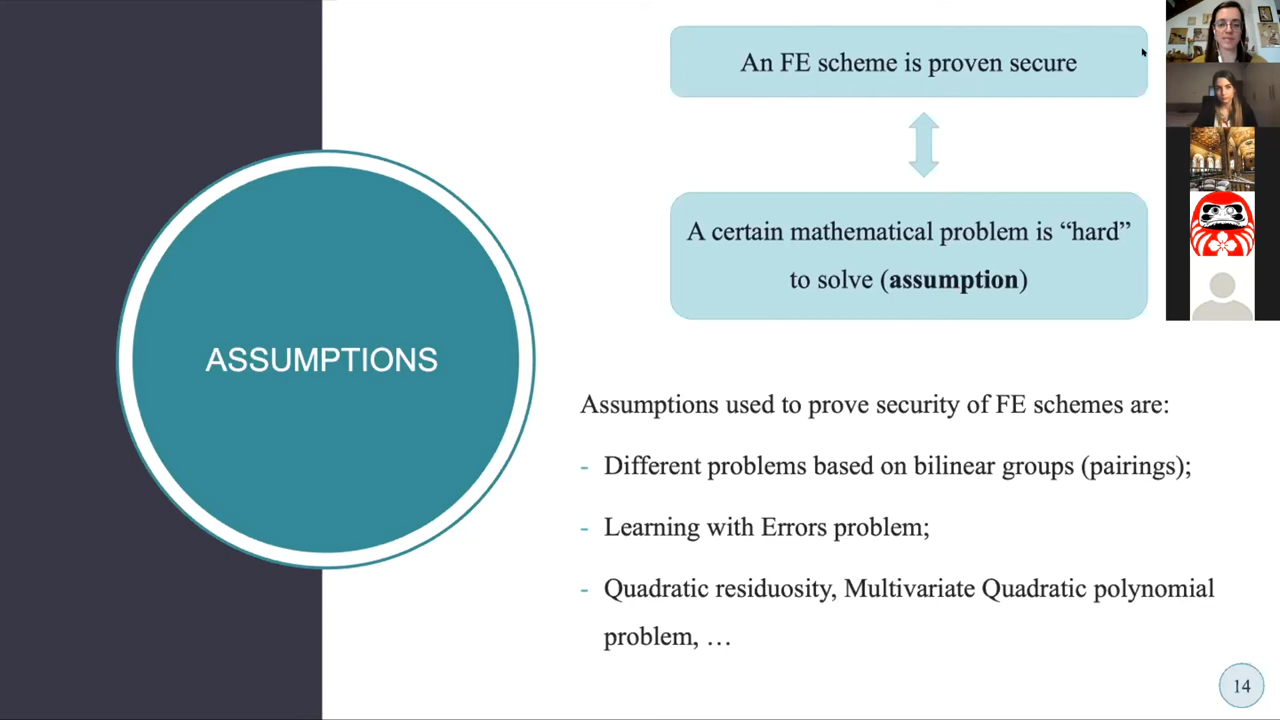 An FE scheme is proven secure
A certain mathematical problem is “hard”
to solve (assumption)
ASSUMPTIONS
Assumptions used to prove security of FE schemes are:
- Different problems based on bilinear groups (pairings);
- Learning with Errors problem;
- Quadratic residuosity, Multivariate Quadratic polynomial
problem, …
14